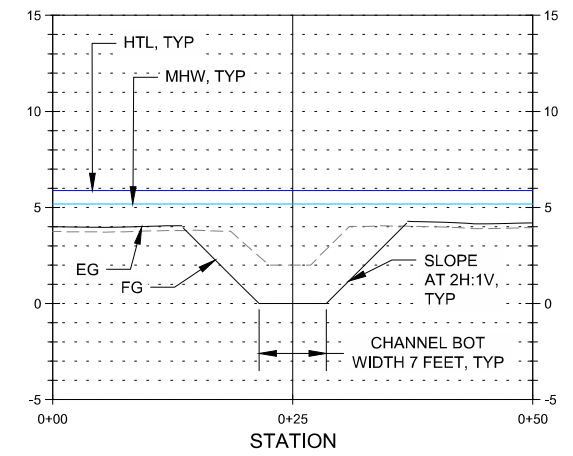 15
15
HTL, TYP
MHW, TYP
10
10
5
5
EG
FG
SLOPE
AT 2H:1V,
TYP
0
0
CHANNEL BOT
WIDTH 7 FEET, TYP
-5
-5
0+00
0+25
0+50
STATION